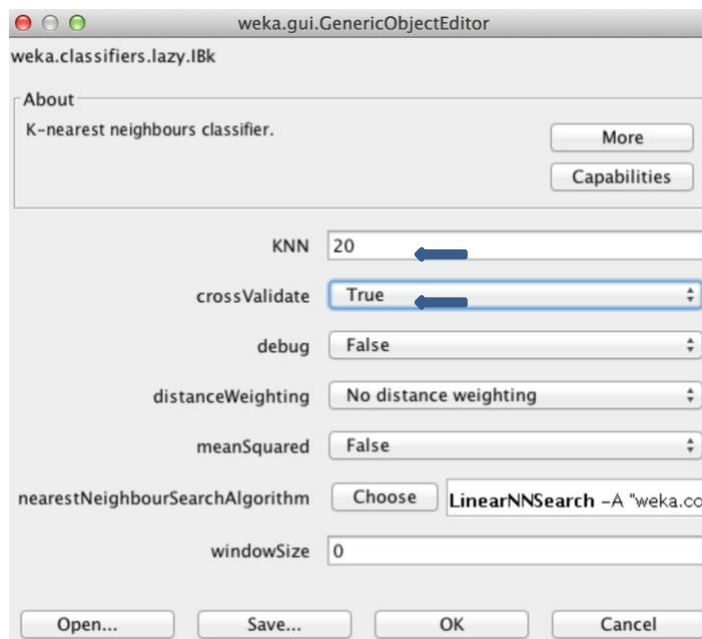 weka.gui.GenericObjectEditor
weka.classifiers.lazy.IBk
About
K-nearest neighbours classifier.
More
Capabilities
KNN 20
crossValidate True
debug False
distanceWeighting No distance weighting
meanSquared False
nearestNeighbourSearchAlgorithm Choose LinearNNSearch -A "weka.co
windowSize 0
Open... Save... OK Cancel